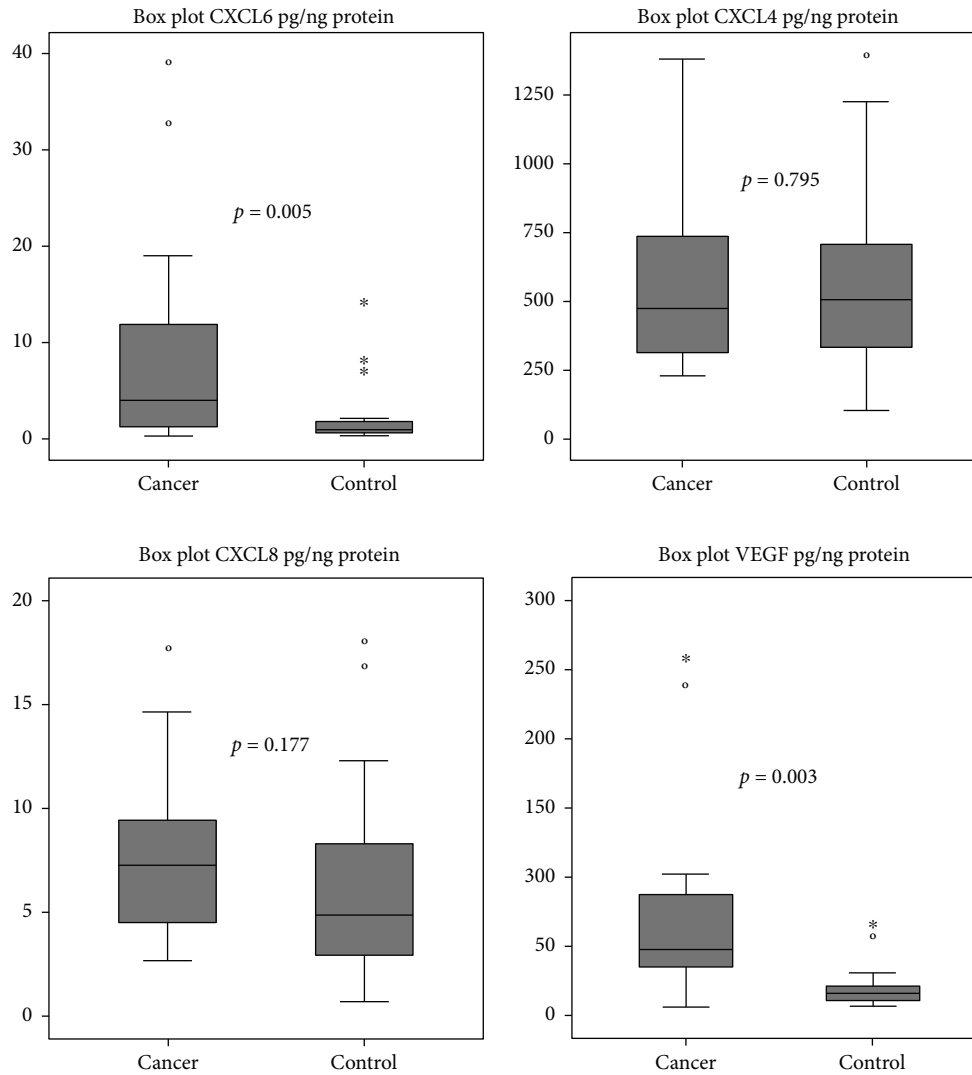 Box plot CXCL6 pg/ng protein
40
30
20
10
0
p = 0.005
*
*
*
Cancer Control
Box plot CXCL4 pg/ng protein
1250
1000
750
500
250
0
p = 0.795
Cancer Control
Box plot CXCL8 pg/ng protein
20
15
10
5
0
p = 0.177
Cancer Control
Box plot VEGF pg/ng protein
300
250
200
150
300
50
0
*
p = 0.003
*
Cancer Control